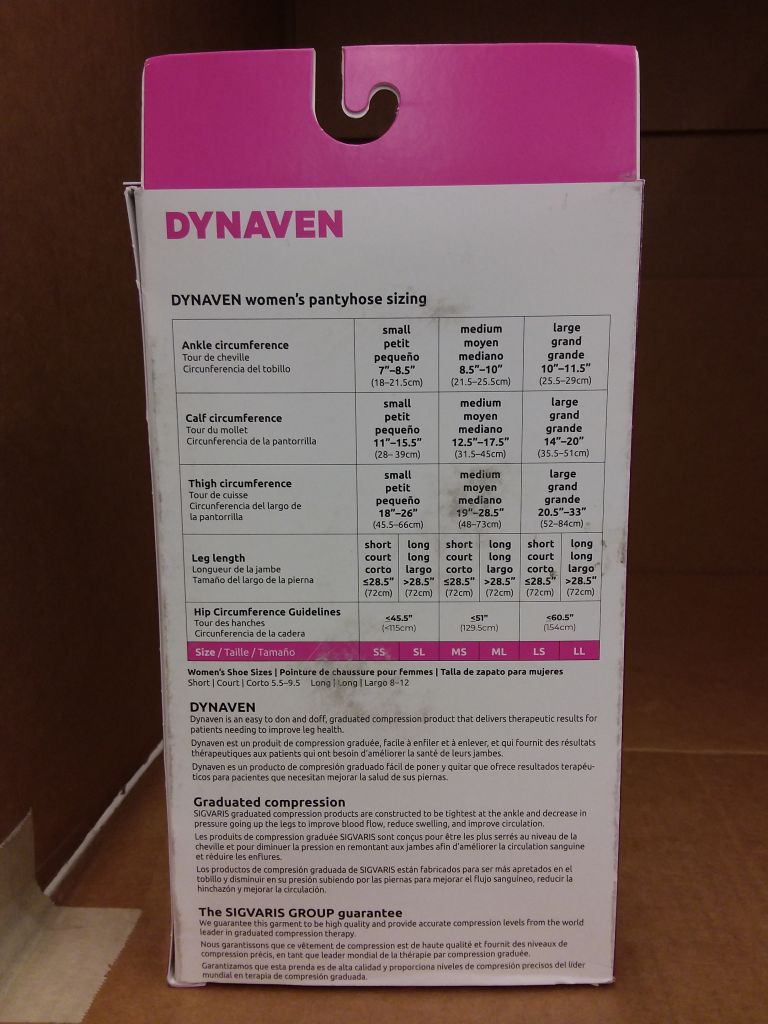 DYNAVEN
DYNAVEN women's pantyhose sizing
Ankle circumference
Tour de cheville
Circunferencia del tobillo
small
petit
pequeño
7"–8.5"
(18–21.5cm)
medium
moyen
mediano
8.5"–10"
(21.5–25.5cm)
large
grand
grande
10"–11.5"
(25.5–29cm)
Calf circumference
Tour du mollet
Circunferencia de la pantorrilla
small
petit
pequeño
11"–15.5"
(28– 39cm)
medium
moyen
mediano
12.5"–17.5"
(31.5–45cm)
large
grand
grande
14"–20"
(35.5–51cm)
Thigh circumference
Tour de cuisse
Circunferencia del largo de
la pantorrilla
small
petit
pequeño
18"–26"
(45.5–66cm)
medium
moyen
mediano
19"–28.5"
(48–73cm)
large
grand
grande
20.5"–33"
(52–84cm)
Leg length
Longueur de la jambe
Tamaño del largo de la pierna
short
court
corto
≤28.5"
(72cm)
long
long
largo
>28.5"
(72cm)
short
court
corto
≤28.5"
(72cm)
long
long
largo
>28.5"
(72cm)
short
court
corto
≤28.5"
(72cm)
long
long
largo
>28.5"
(72cm)
Hip Circumference Guidelines
Tour des hanches
Circunferencia de la cadera
≤45.5"
(<115cm)
≤51"
(129.5cm)
≤60.5"
(154cm)
Size / Taille / Tamaño SS SL MS ML LS LL
Women's Shoe Sizes | Pointure de chaussure pour femmes | Talla de zapato para mujeres
Short | Court | Corto 5.5–9.5 Long | Long | Largo 8–12
DYNAVEN
Dynaven is an easy to don and doff, graduated compression product that delivers therapeutic results for
patients needing to improve leg health.
Dynaven est un produit de compression graduée, facile à enfiler et à enlever, et qui fournit des résultats
thérapeutiques aux patients qui ont besoin d'améliorer la santé de leurs jambes.
Dynaven es un producto de compresión graduado fácil de poner y quitar que ofrece resultados terapéu-
ticos para pacientes que necesitan mejorar la salud de sus piernas.
Graduated compression
SIGVARIS graduated compression products are constructed to be tightest at the ankle and decrease in
pressure going up the legs to improve blood flow, reduce swelling, and improve circulation.
Les produits de compression graduée SIGVARIS sont conçus pour être les plus serrés au niveau de la
cheville et pour diminuer la pression en remontant aux jambes afin d'améliorer la circulation sanguine
et réduire les enflures.
Los productos de compresión graduada de SIGVARIS están fabricados para ser más apretados en el
tobillo y disminuir en su presión subiendo por las piernas para mejorar el flujo sanguíneo, reducir la
hinchazón y mejorar la circulación.
The SIGVARIS GROUP guarantee
We guarantee this garment to be high quality and provide accurate compression levels from the world
leader in graduated compression therapy.
Nous garantissons que ce vêtement de compression est de haute qualité et fournit des niveaux de
compression précis, en tant que leader mondial de la thérapie par compression graduée.
Garantizamos que esta prenda es de alta calidad y proporciona niveles de compresión precisos del líder
mundial en terapia de compresión graduada.